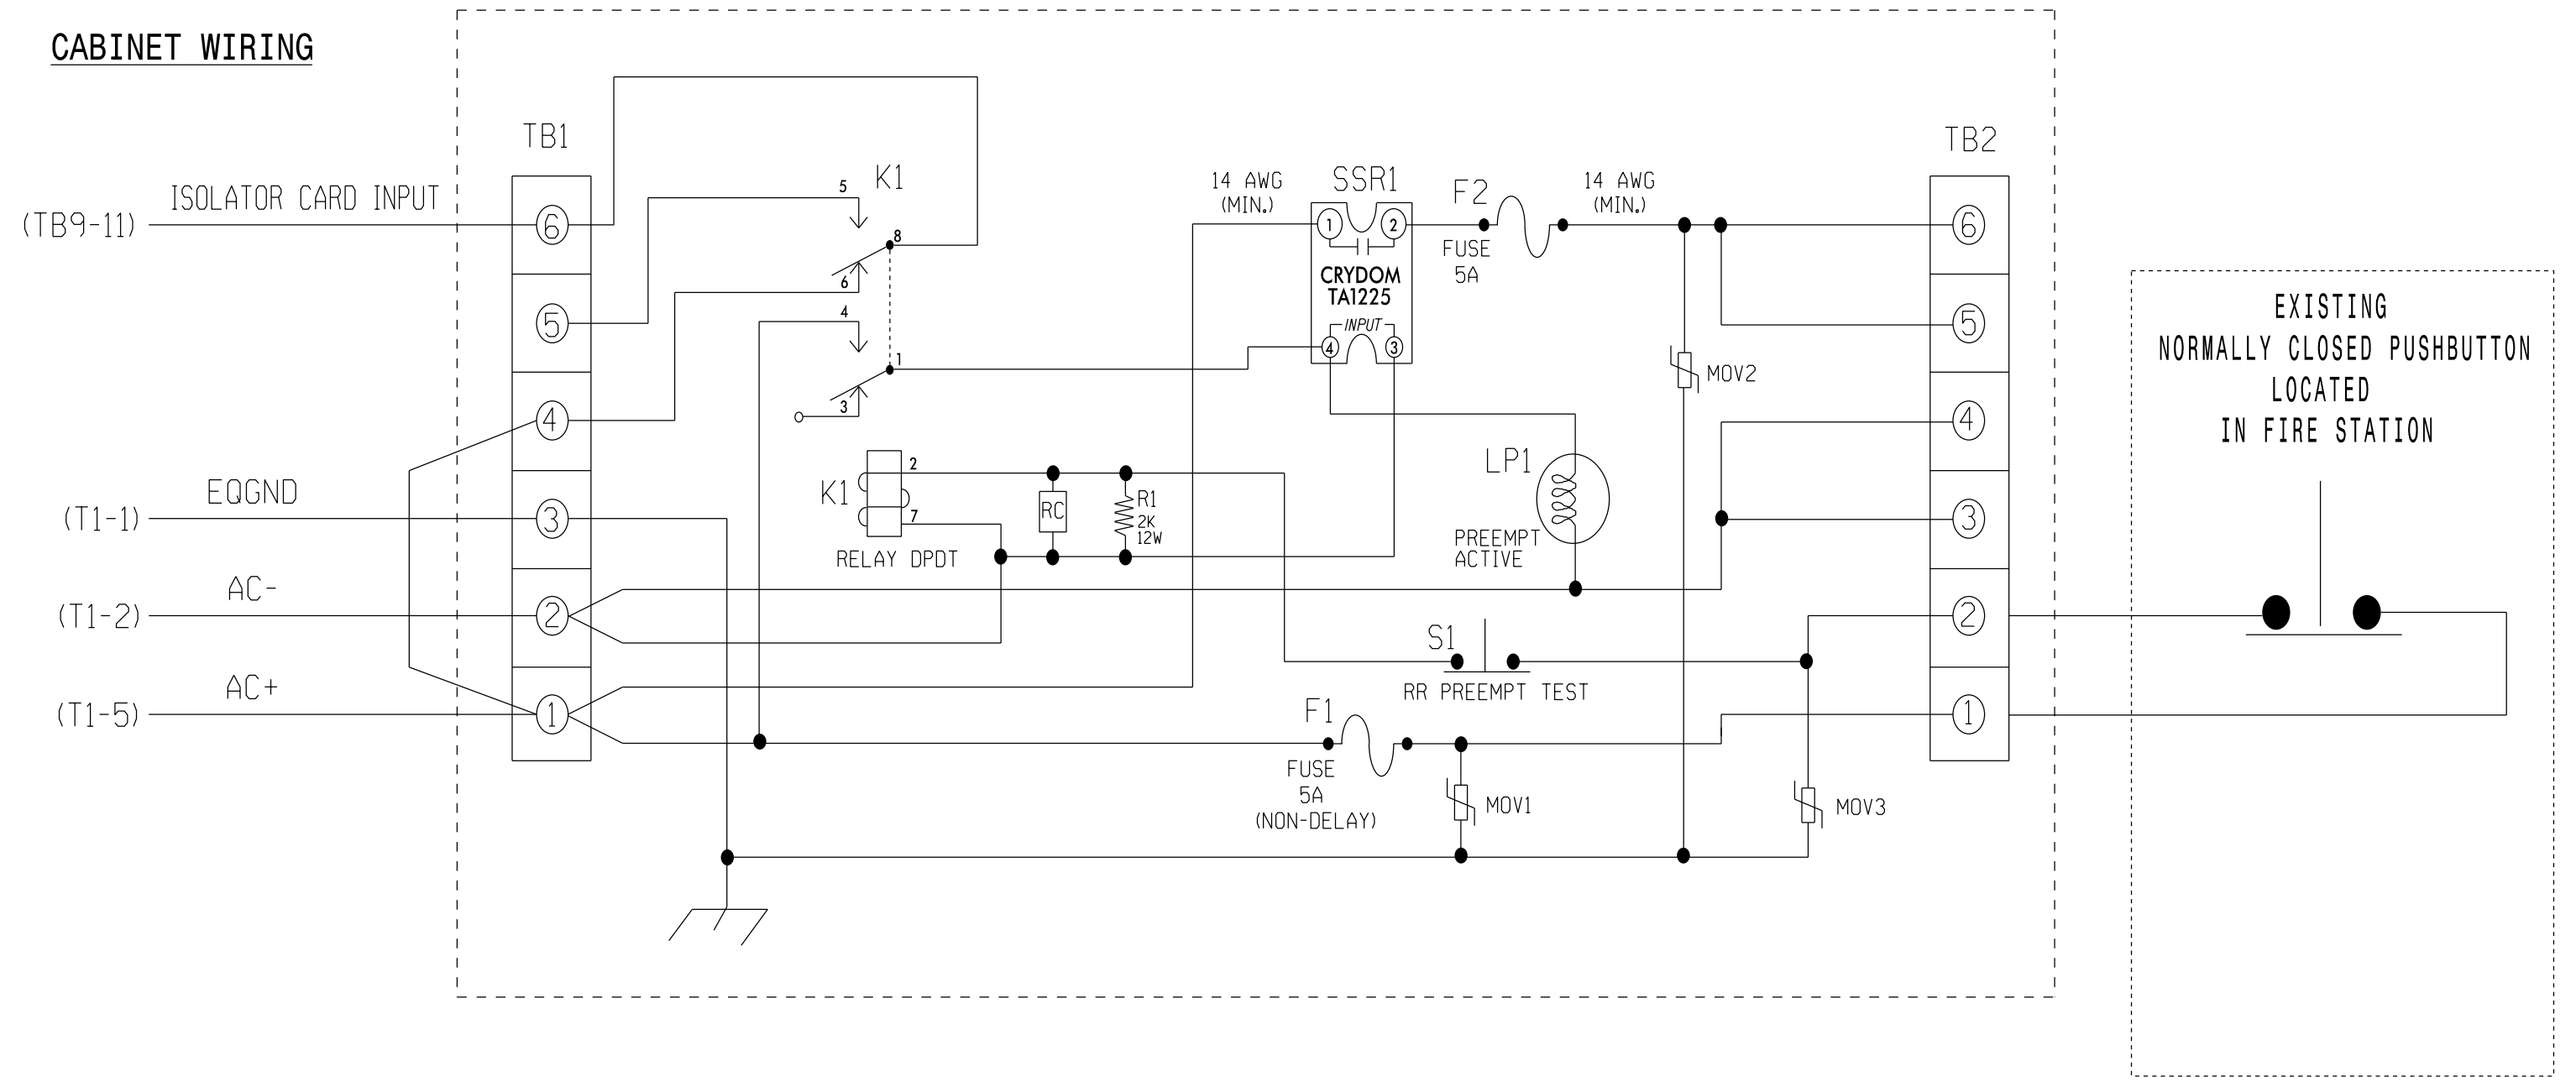 CABINET WIRING
TB1
(TB9-11)
ISOLATOR CARD INPUT
6
5
4
EQGND
(T1-1)
3
AC-
(T1-2)
2
AC+
(T1-5)
1
K1
5
8
6
4
1
3
K1
2
7
RELAY DPDT
RC
R1
2K
12W
14 AWG
(MIN.)
SSR1
1
2
CRYDOM
TA1225
INPUT
4
3
F2
FUSE
5A
14 AWG
(MIN.)
MOV2
LP1
PREEMPT
ACTIVE
S1
RR PREEMPT TEST
F1
FUSE
5A
(NON-DELAY)
MOV1
MOV3
TB2
6
5
4
3
2
1
EXISTING
NORMALLY CLOSED PUSHBUTTON
LOCATED
IN FIRE STATION